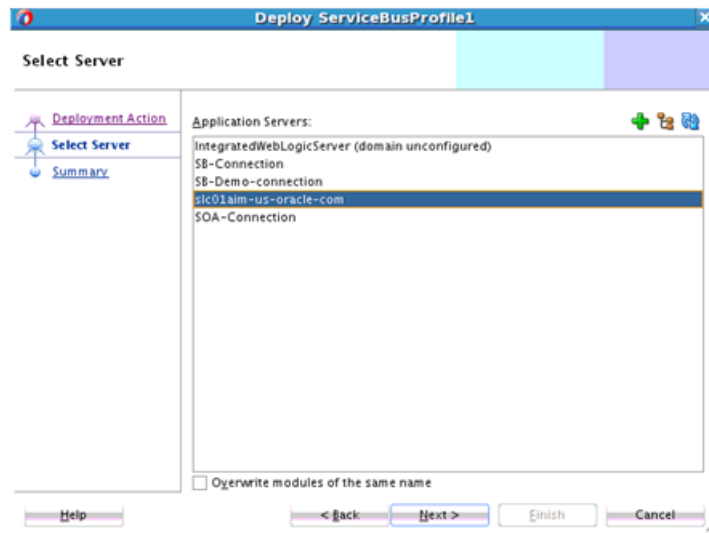 Deploy ServiceBusProfile1
Select Server
Deployment Action
Select Server
Summary
Application Servers:
IntegratedWebLogicServer (domain unconfigured)
SB-Connection
SB-Demo-connection
slc01aim-us-oracle-com
SOA-Connection
Overwrite modules of the same name
Help
< Back
Next >
Finish
Cancel